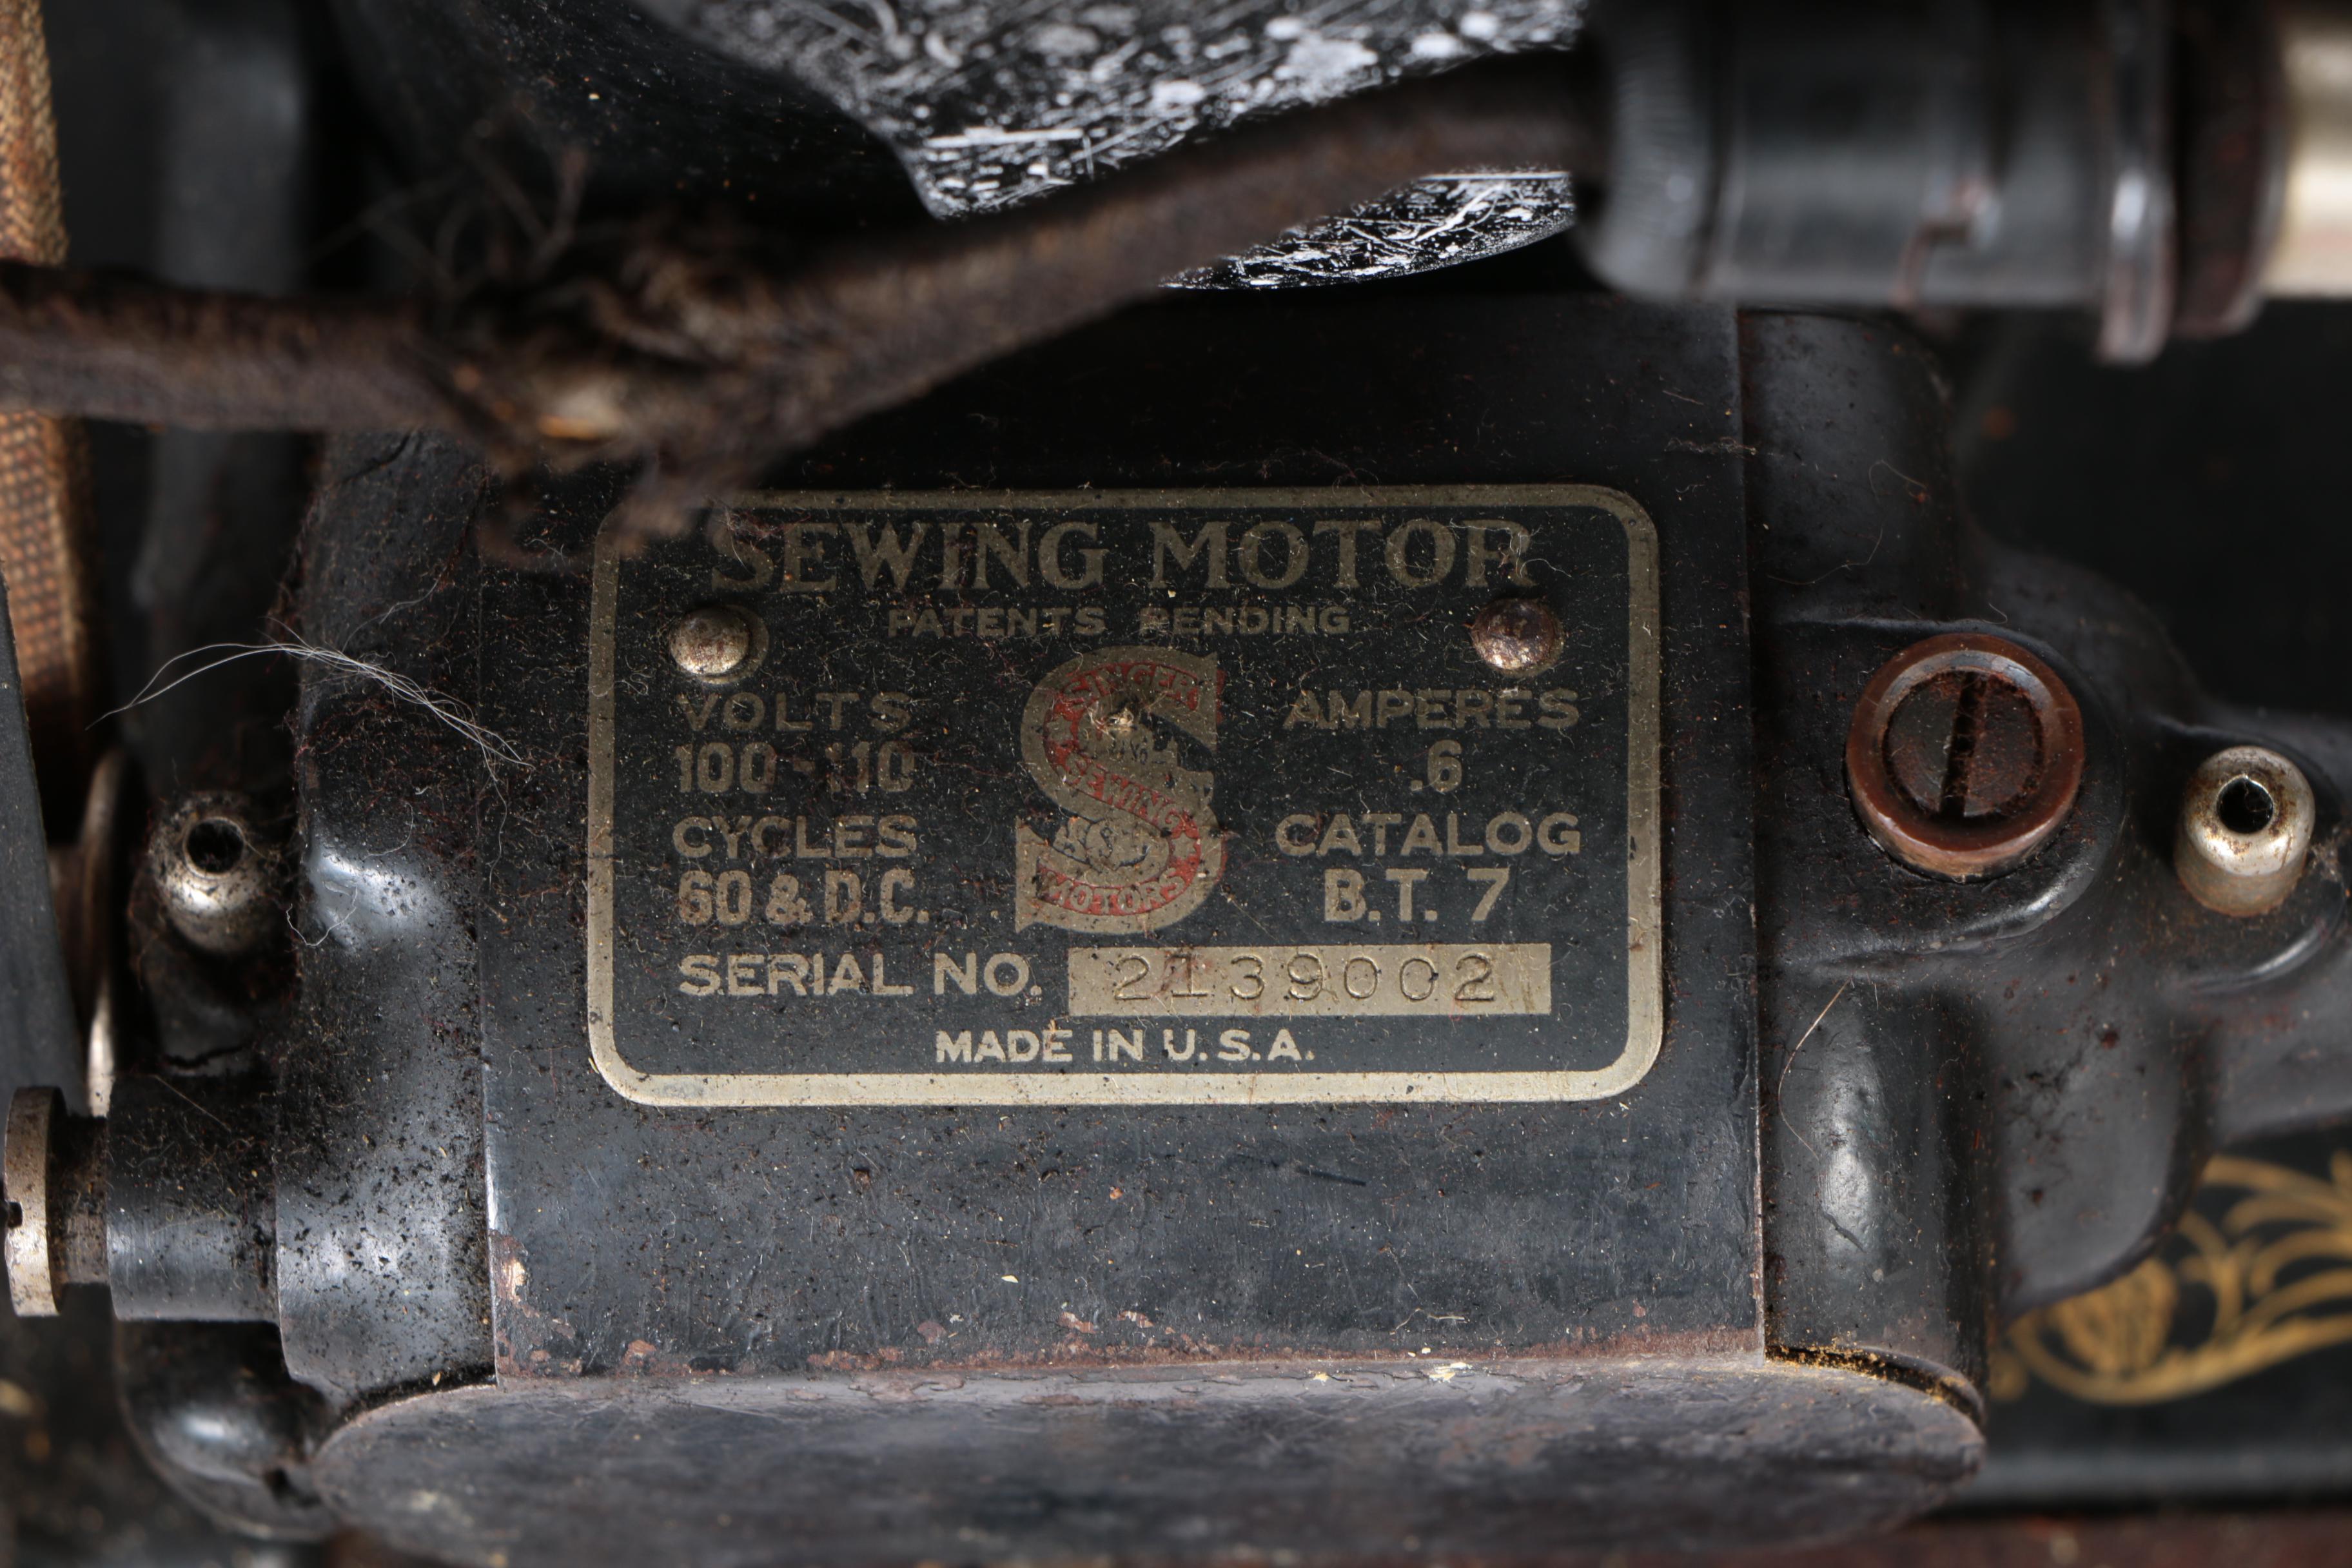 SEWING MOTOR
PATENTS PENDING
VOLTS
100-110
CYCLES
60 & D.C.
SINGER
SEWING
MOTORS
AMPERES
.6
CATALOG
B.T. 7
SERIAL NO. 2139002
MADE IN U.S.A.